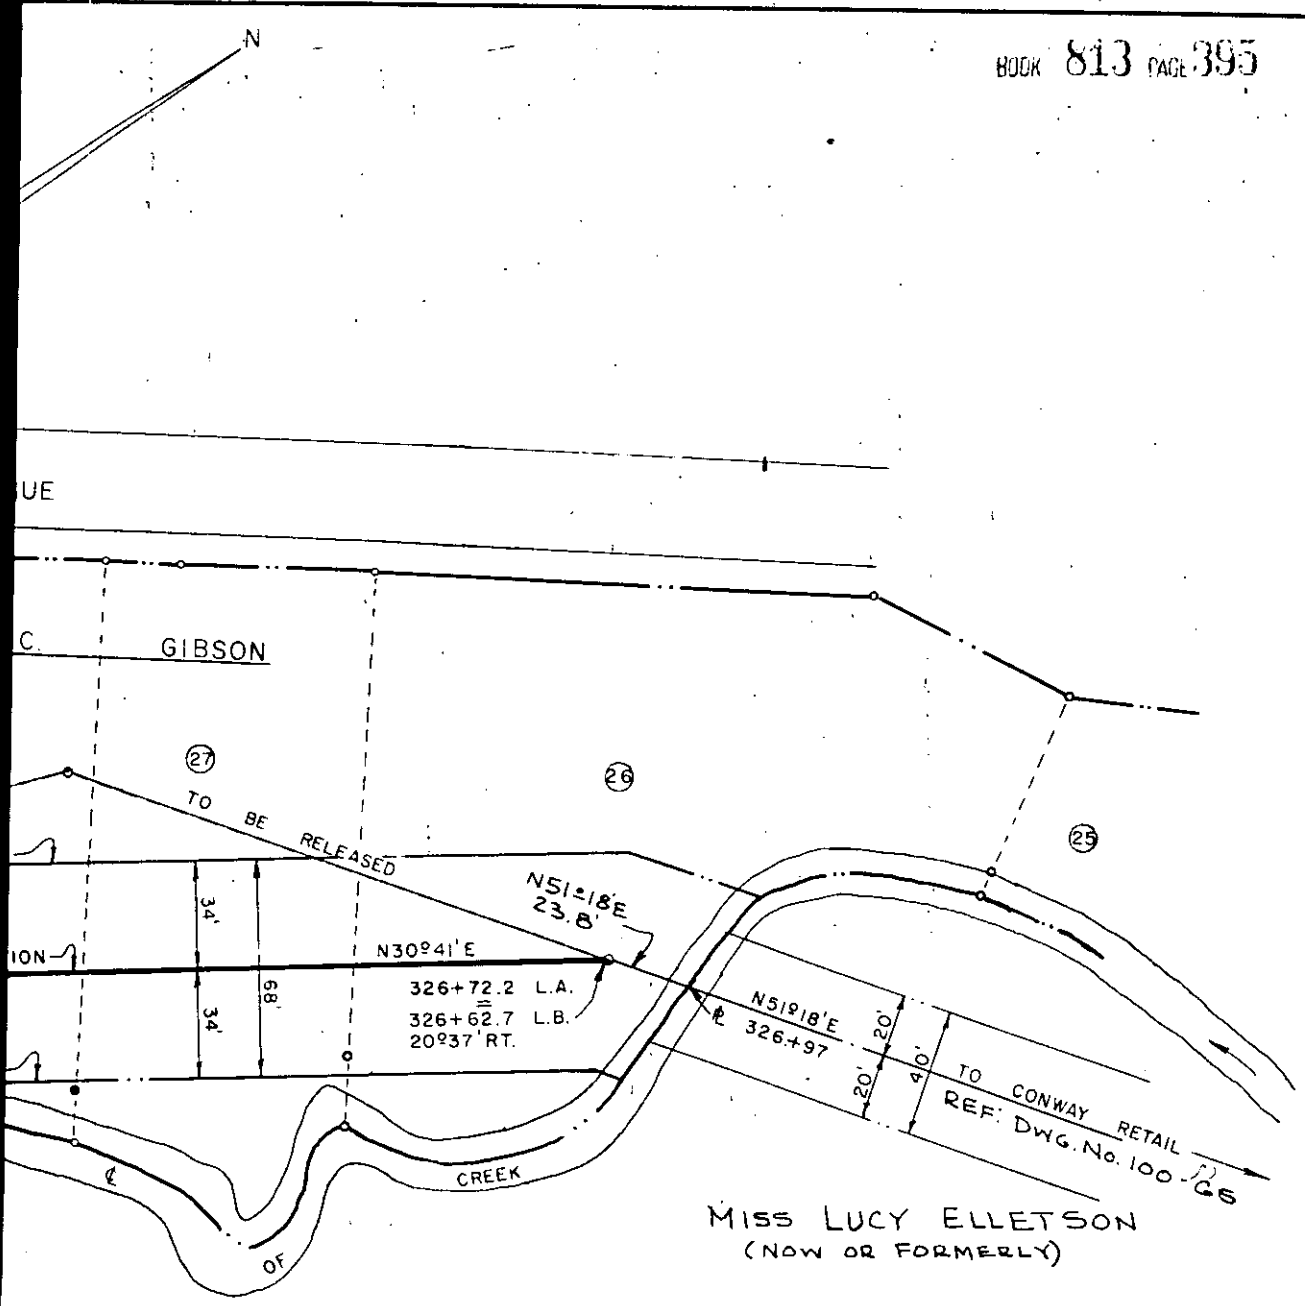 N
BOOK 813 PAGE 395
UE
C. GIBSON
27
26
25
TO BE RELEASED
N51°18'E
23.8'
34'
34'
68'
ION
N30°41'E
326+72.2 L.A.
=
326+62.7 L.B.
20°37' RT.
N51°18'E
℄ 326+97
20'
20'
40'
TO CONWAY RETAIL
REF: DWG. No. 100-
℄ OF CREEK
MISS LUCY ELLETSON
(NOW OR FORMERLY)